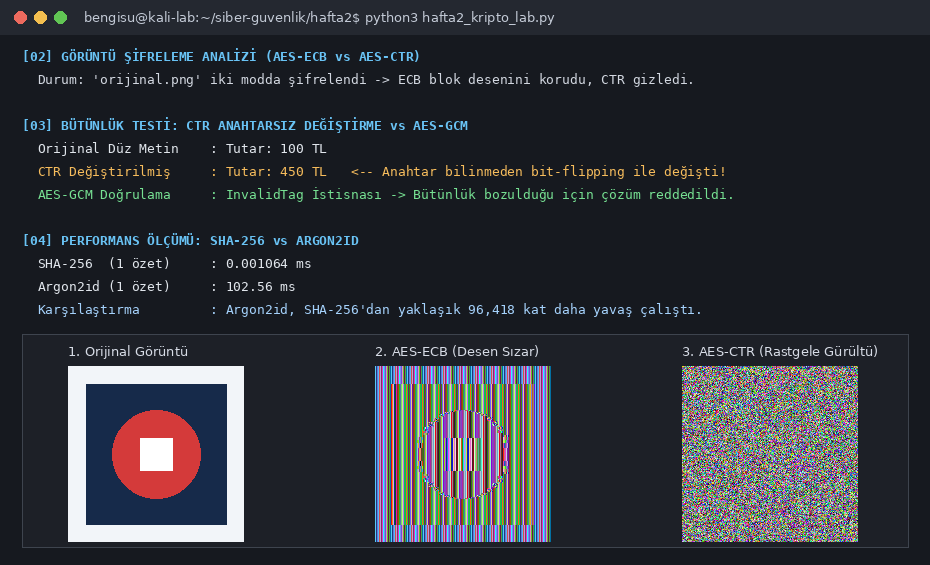 bengisu@kali-lab:~/siber-guvenlik/hafta2$ python3 hafta2_kripto_lab.py
[02] GÖRÜNTÜ ŞİFRELEME ANALİZİ (AES-ECB vs AES-CTR)
Durum: 'orijinal.png' iki modda şifrelendi -> ECB blok desenini korudu, CTR gizledi.
[03] BÜTÜNLÜK TESTİ: CTR ANAHTARSIZ DEĞİŞTİRME vs AES-GCM
Orijinal Düz Metin : Tutar: 100 TL
CTR Değiştirilmiş : Tutar: 450 TL <-- Anahtar bilinmeden bit-flipping ile değişti!
AES-GCM Doğrulama : InvalidTag İstisnası -> Bütünlük bozulduğu için çözüm reddedildi.
[04] PERFORMANS ÖLÇÜMÜ: SHA-256 vs ARGON2ID
SHA-256 (1 özet) : 0.001064 ms
Argon2id (1 özet) : 102.56 ms
Karşılaştırma : Argon2id, SHA-256'dan yaklaşık 96,418 kat daha yavaş çalıştı.
1. Orijinal Görüntü
2. AES-ECB (Desen Sızar)
3. AES-CTR (Rastgele Gürültü)